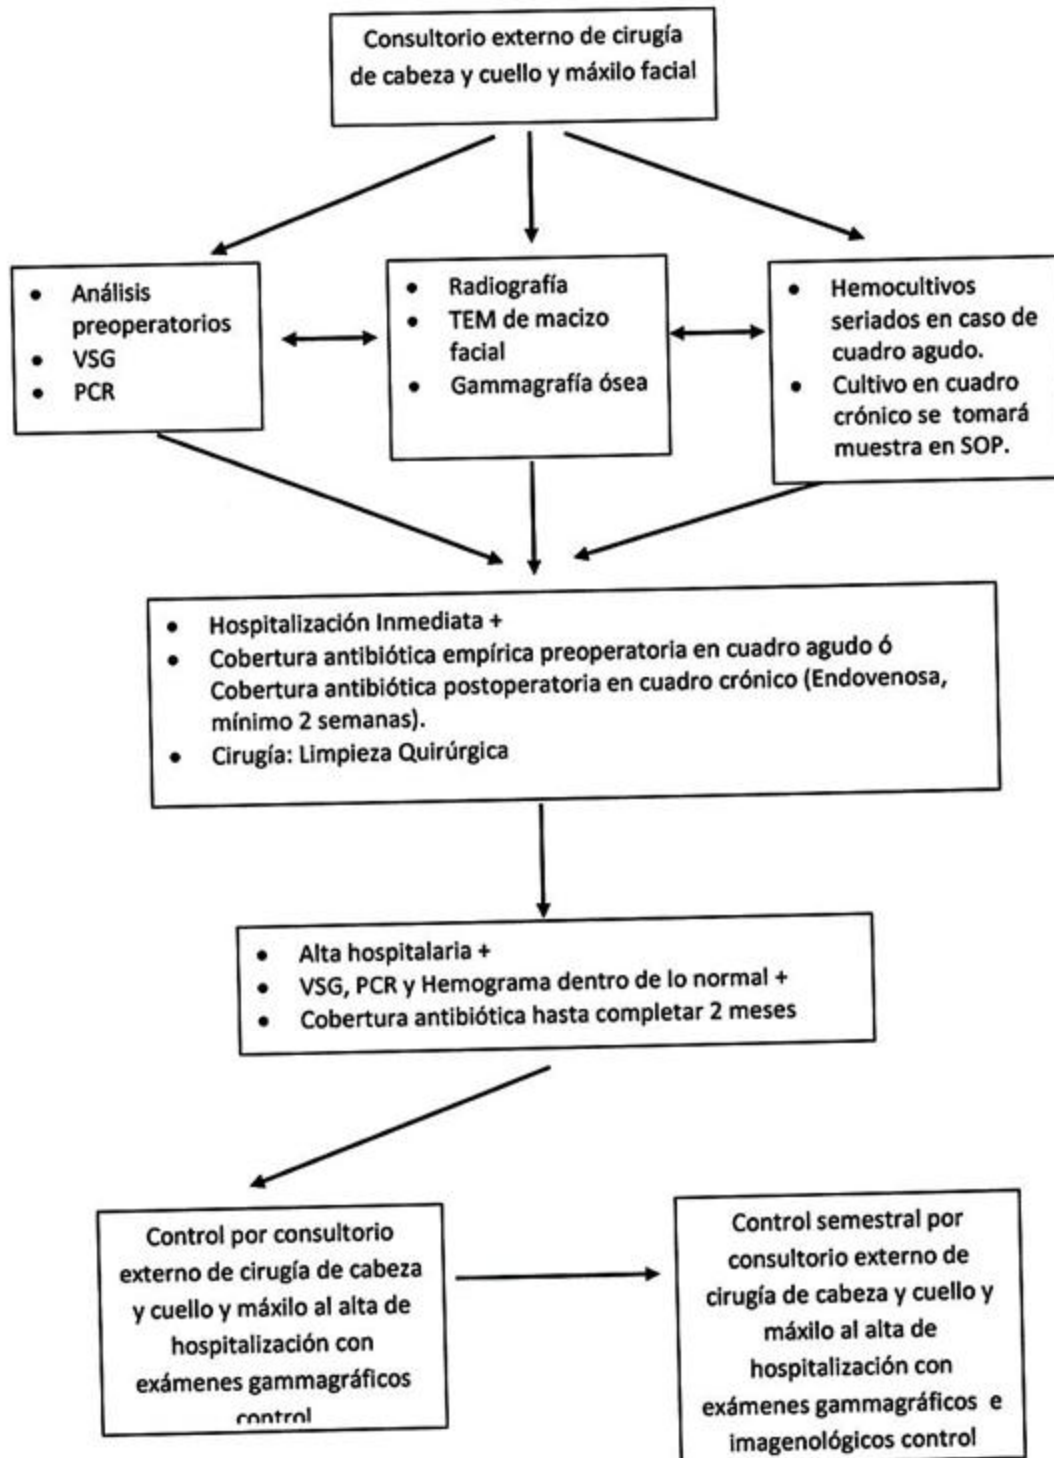 Consultorio externo de cirugía
de cabeza y cuello y máxilo facial
• Análisis
preoperatorios
• VSG
• PCR
• Radiografía
• TEM de macizo
facial
• Gammagrafía ósea
• Hemocultivos
seriados en caso de
cuadro agudo.
• Cultivo en cuadro
crónico se tomará
muestra en SOP.
• Hospitalización Inmediata +
• Cobertura antibiótica empírica preoperatoria en cuadro agudo ó
Cobertura antibiótica postoperatoria en cuadro crónico (Endovenosa,
mínimo 2 semanas).
• Cirugía: Limpieza Quirúrgica
• Alta hospitalaria +
• VSG, PCR y Hemograma dentro de lo normal +
• Cobertura antibiótica hasta completar 2 meses
Control por consultorio
externo de cirugía de cabeza
y cuello y máxilo al alta de
hospitalización con
exámenes gammagráficos
control
Control semestral por
consultorio externo de
cirugía de cabeza y cuello y
máxilo al alta de
hospitalización con
exámenes gammagráficos e
imagenológicos control